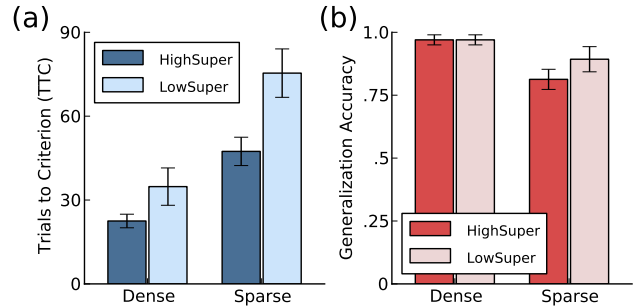 (a)
Trials to Criterion (TTC)
90
60
30
0
HighSuper
LowSuper
Dense
Sparse
(b)
Generalization Accuracy
1.0
.75
.5
.25
0
HighSuper
LowSuper
Dense
Sparse